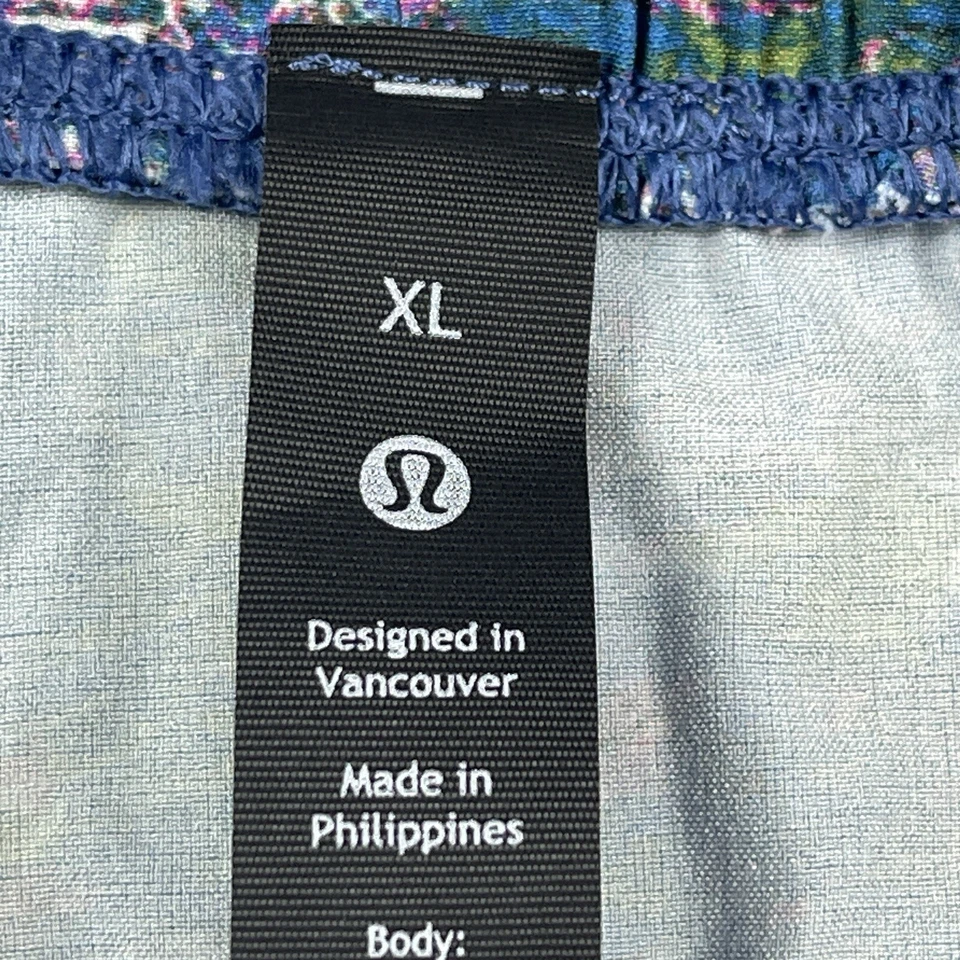 XL
Designed in
Vancouver
Made in
Philippines
Body: